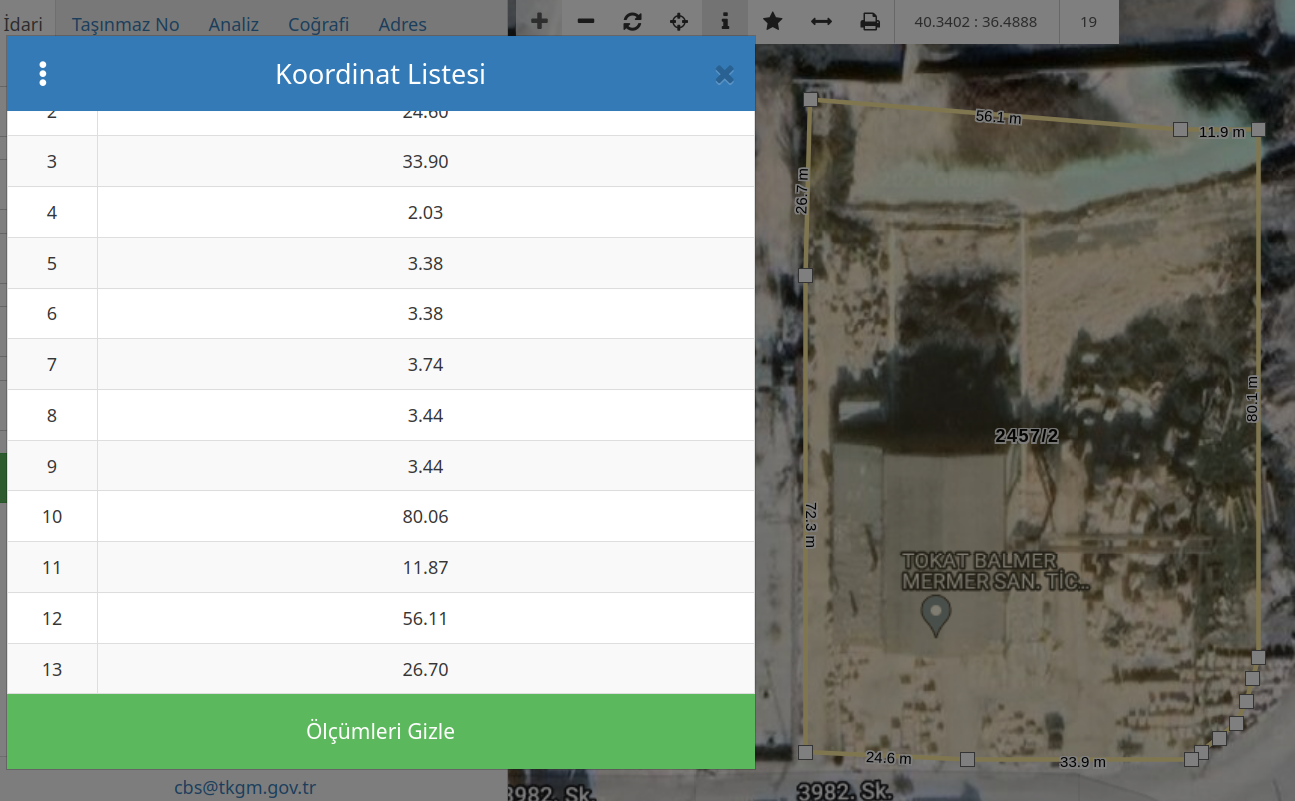 İdari Taşınmaz No Analiz Coğrafi Adres
40.3402 : 36.4888 19
Koordinat Listesi
2 24.60
3 33.90
4 2.03
5 3.38
6 3.38
7 3.74
8 3.44
9 3.44
10 80.06
11 11.87
12 56.11
13 26.70
Ölçümleri Gizle
cbs@tkgm.gov.tr
56.1 m
11.9 m
26.7 m
80.1 m
2457/2
72.3 m
TOKAT BALMER
MERMER SAN. TİC...
24.6 m
33.9 m
3982. Sk.
3982. Sk.